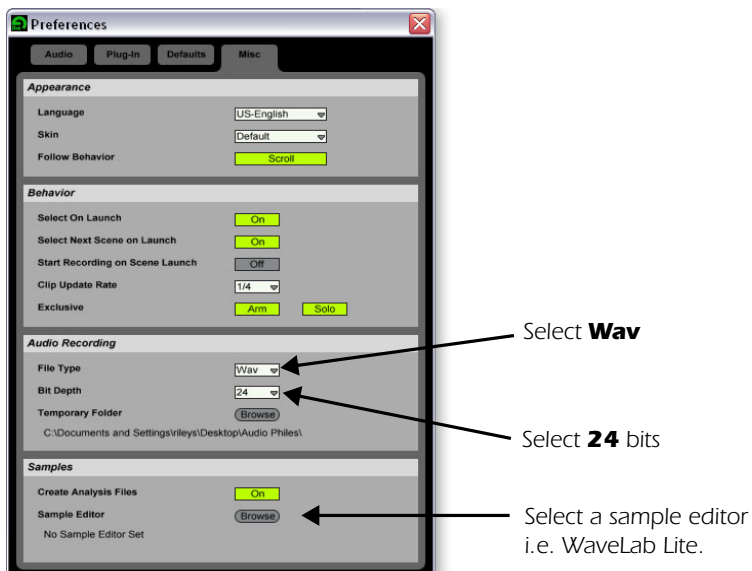 Preferences
Audio Plug-In Defaults Misc
Appearance
Language US-English
Skin Default
Follow Behavior Scroll
Behavior
Select On Launch On
Select Next Scene on Launch On
Start Recording on Scene Launch Off
Clip Update Rate 1/4
Exclusive Arm Solo
Audio Recording
File Type Wav
Bit Depth 24
Temporary Folder Browse
C:\Documents and Settings\rileys\Desktop\Audio Philes\
Samples
Create Analysis Files On
Sample Editor Browse
No Sample Editor Set
Select Wav
Select 24 bits
Select a sample editor
i.e. WaveLab Lite.